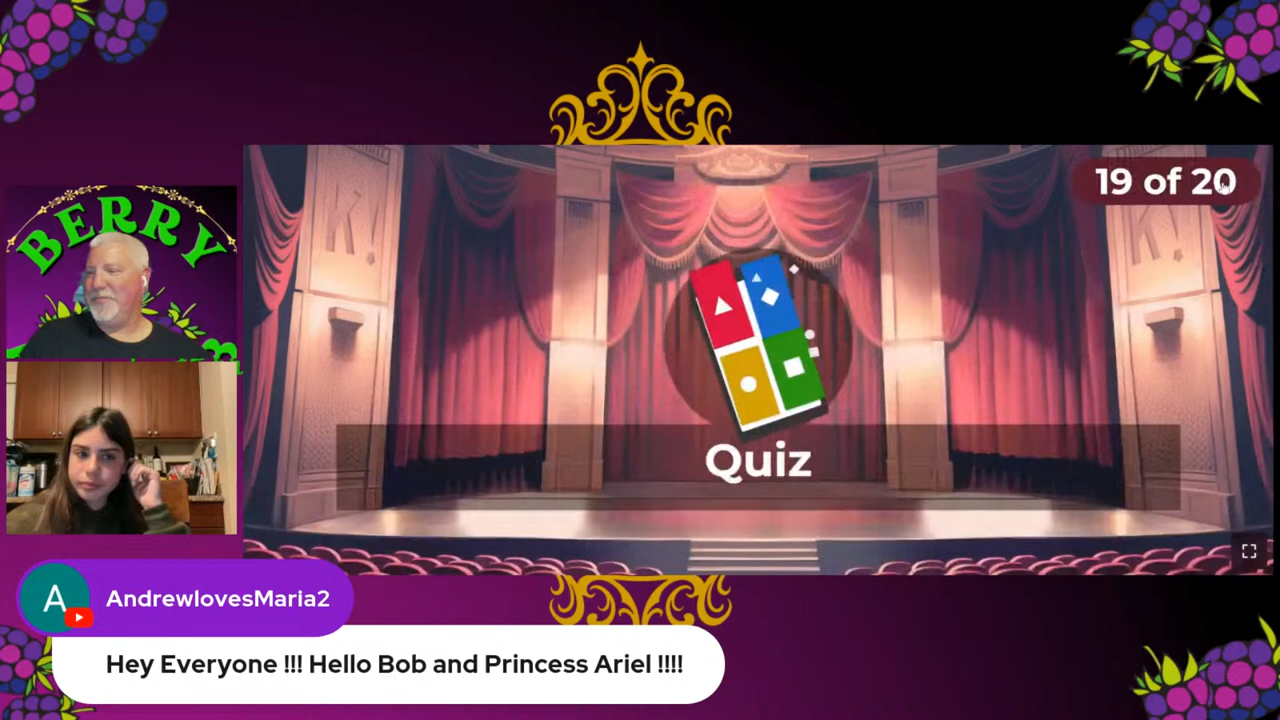 BERRY
K!
K!
19 of 20
Quiz
A
AndrewlovesMaria2
Hey Everyone !!! Hello Bob and Princess Ariel !!!!